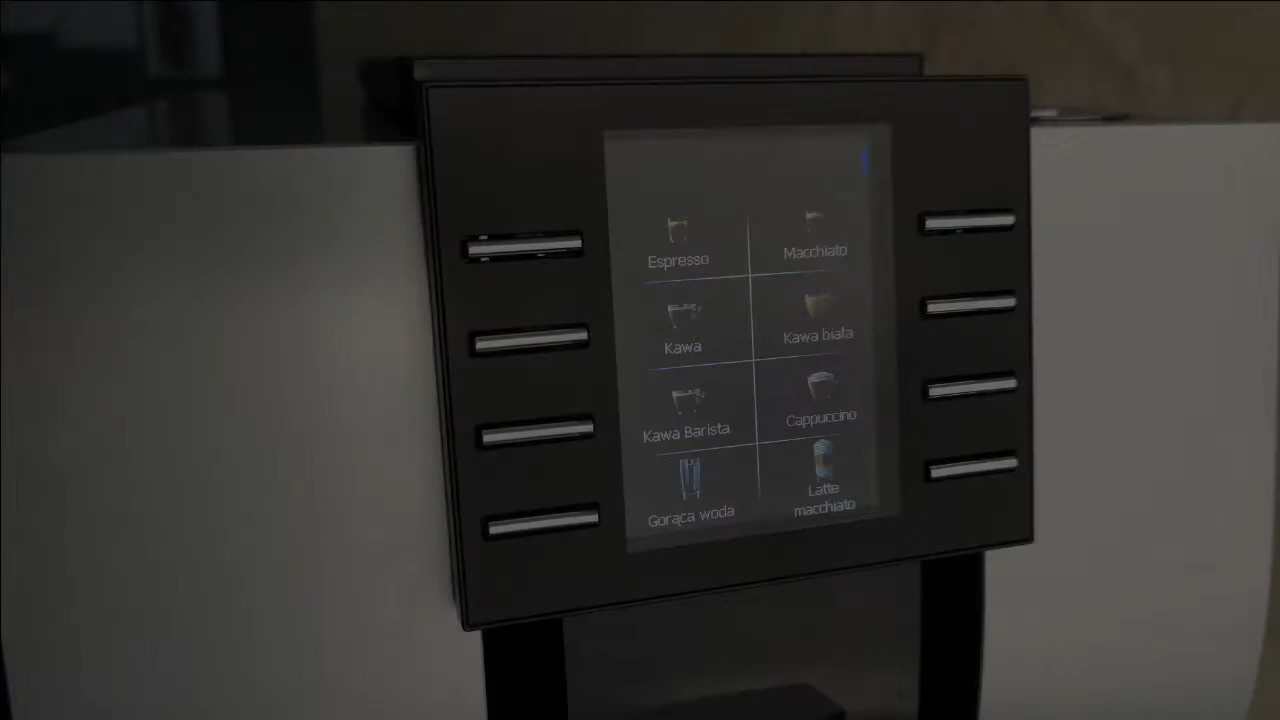 Espresso
Macchiato
Kawa
Kawa biała
Kawa Barista
Cappuccino
Gorąca woda
Latte
macchiato